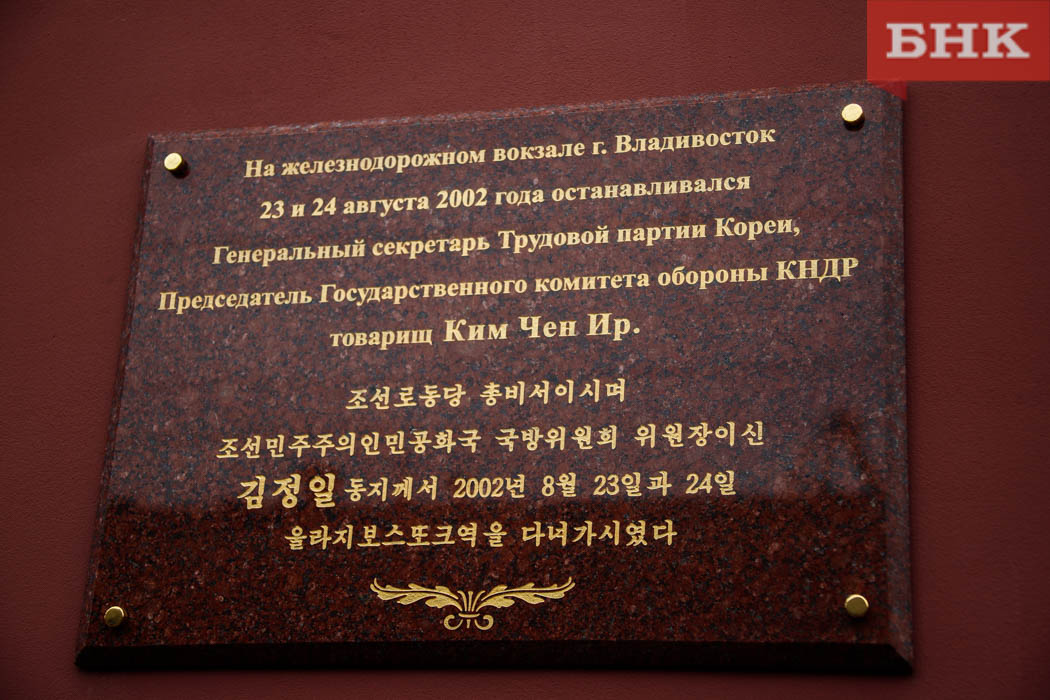 БНК
На железнодорожном вокзале г. Владивосток
23 и 24 августа 2002 года останавливался
Генеральный секретарь Трудовой партии Кореи,
Председатель Государственного комитета обороны КНДР
товарищ Ким Чен Ир.
조선로동당 총비서이시며
조선민주주의인민공화국 국방위원회 위원장이신
김정일동지께서 2002년 8월 23일과 24일
울라지보스또크역을 다녀가시였다